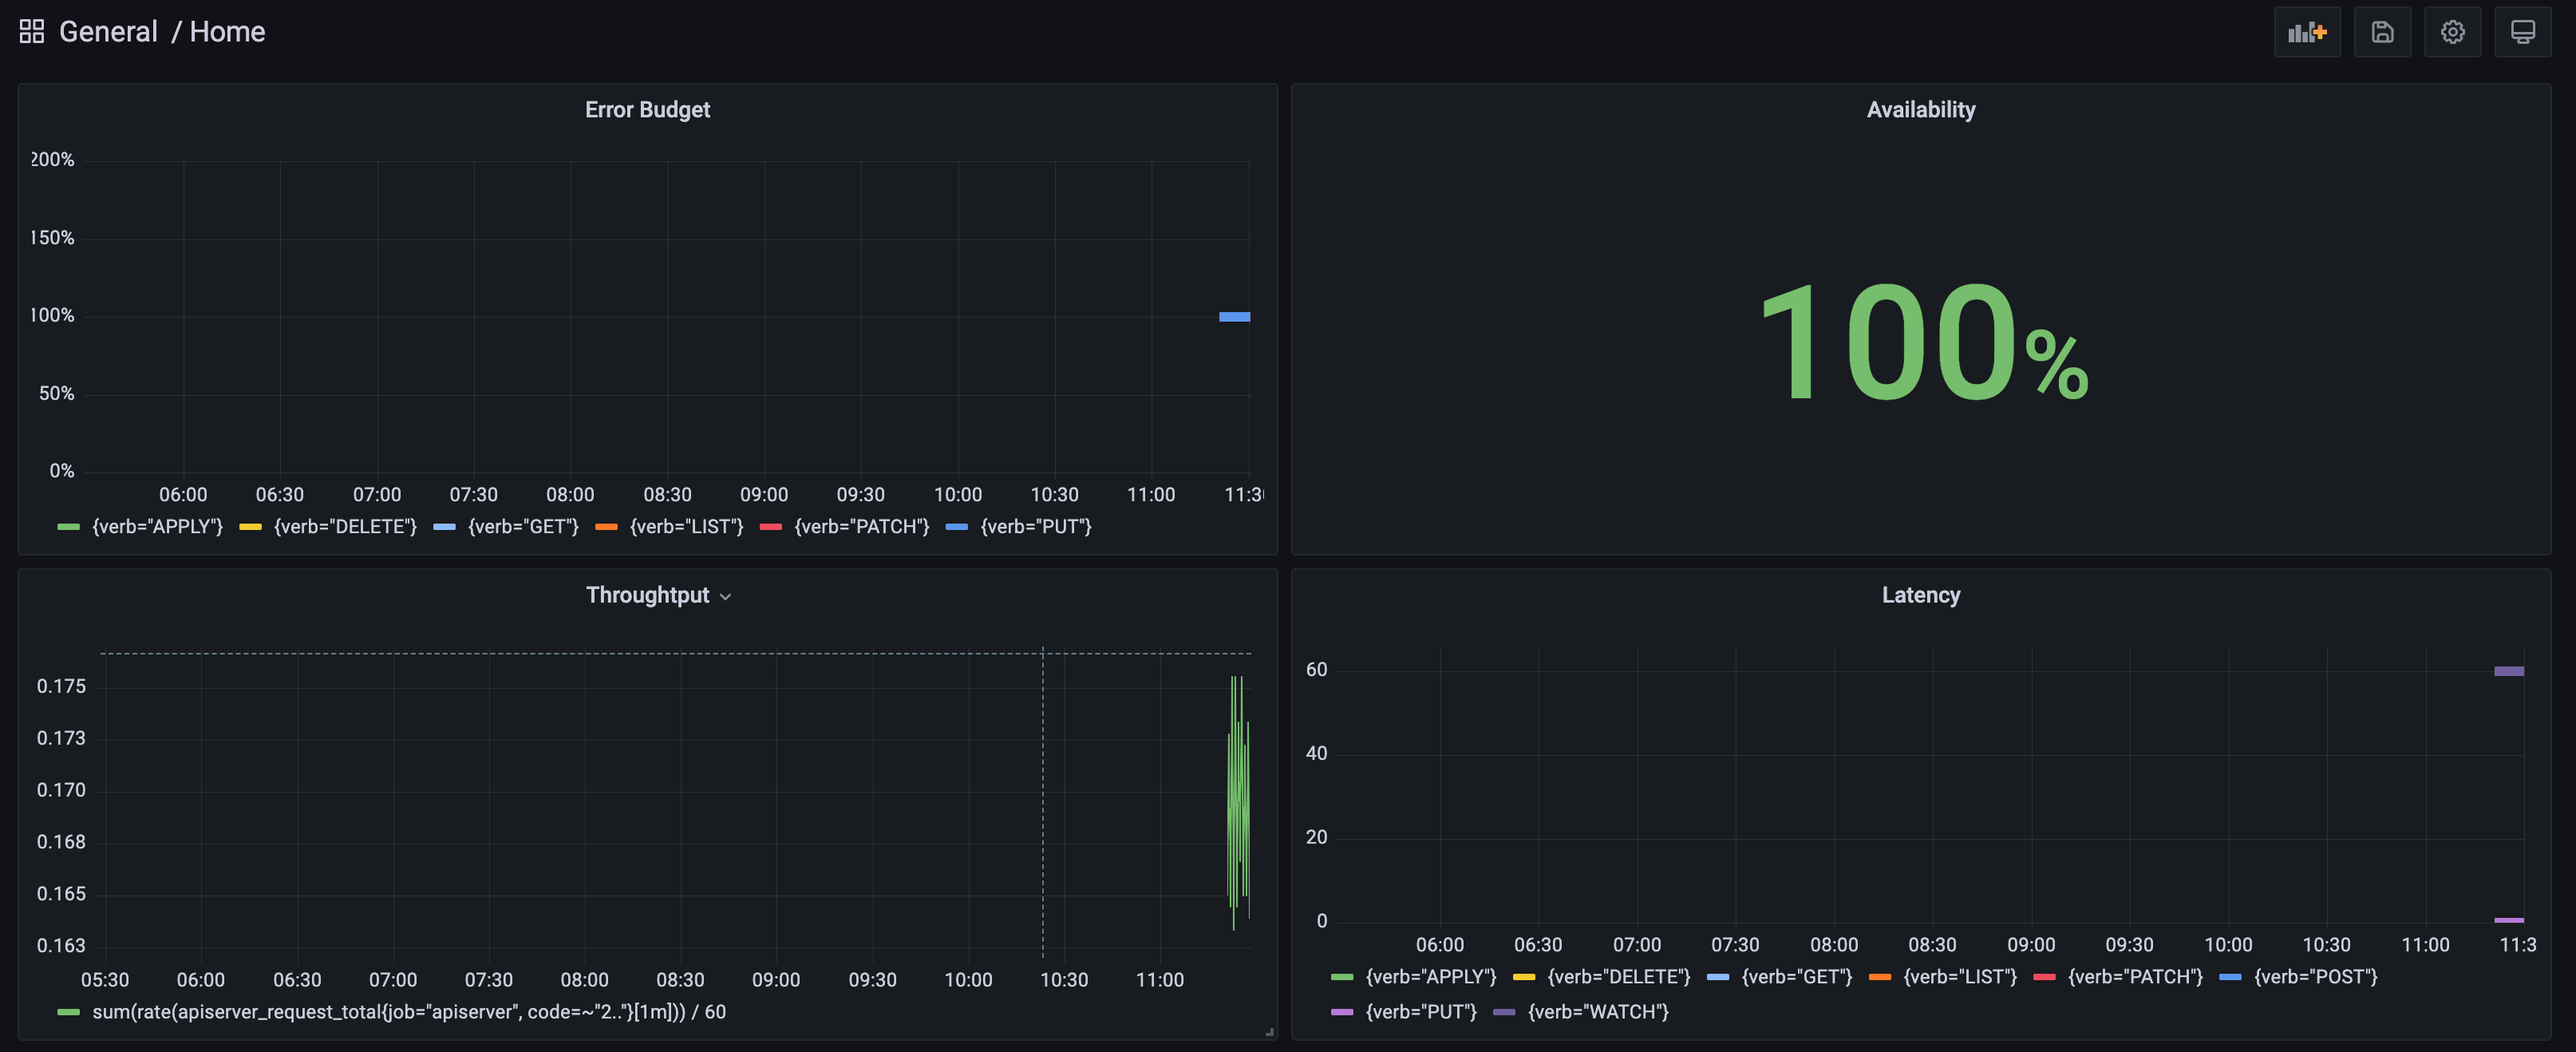 General / Home
Error Budget
200%
150%
100%
50%
0%
06:00 06:30 07:00 07:30 08:00 08:30 09:00 09:30 10:00 10:30 11:00 11:3
{verb="APPLY"} {verb="DELETE"} {verb="GET"} {verb="LIST"} {verb="PATCH"} {verb="PUT"}
Availability
100%
Throughtput
0.175
0.173
0.170
0.168
0.165
0.163
05:30 06:00 06:30 07:00 07:30 08:00 08:30 09:00 09:30 10:00 10:30 11:00
sum(rate(apiserver_request_total{job="apiserver", code=~"2.."}[1m])) / 60
Latency
60
40
20
0
06:00 06:30 07:00 07:30 08:00 08:30 09:00 09:30 10:00 10:30 11:00 11:3
{verb="APPLY"} {verb="DELETE"} {verb="GET"} {verb="LIST"} {verb="PATCH"} {verb="POST"}
{verb="PUT"} {verb="WATCH"}